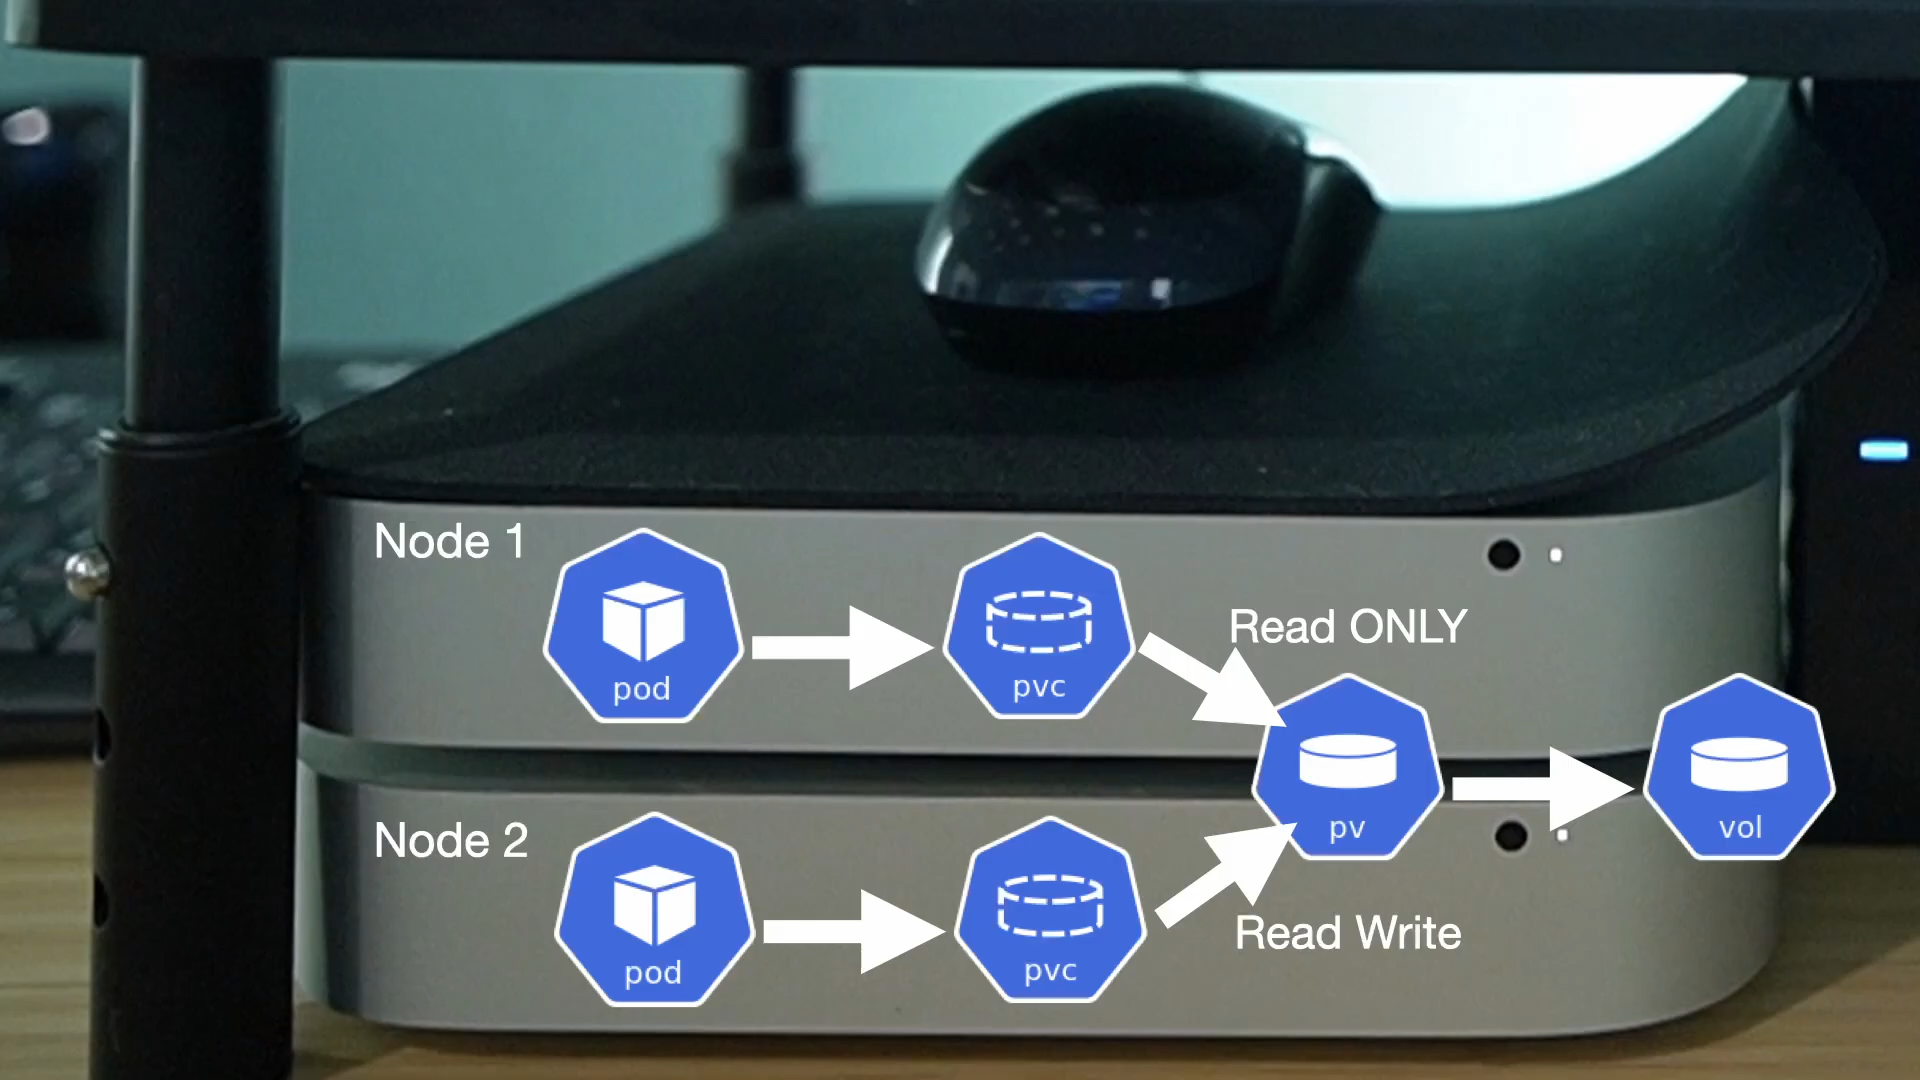 Node 1
pod
pvc
Read ONLY
pv
vol
Node 2
pod
pvc
Read Write